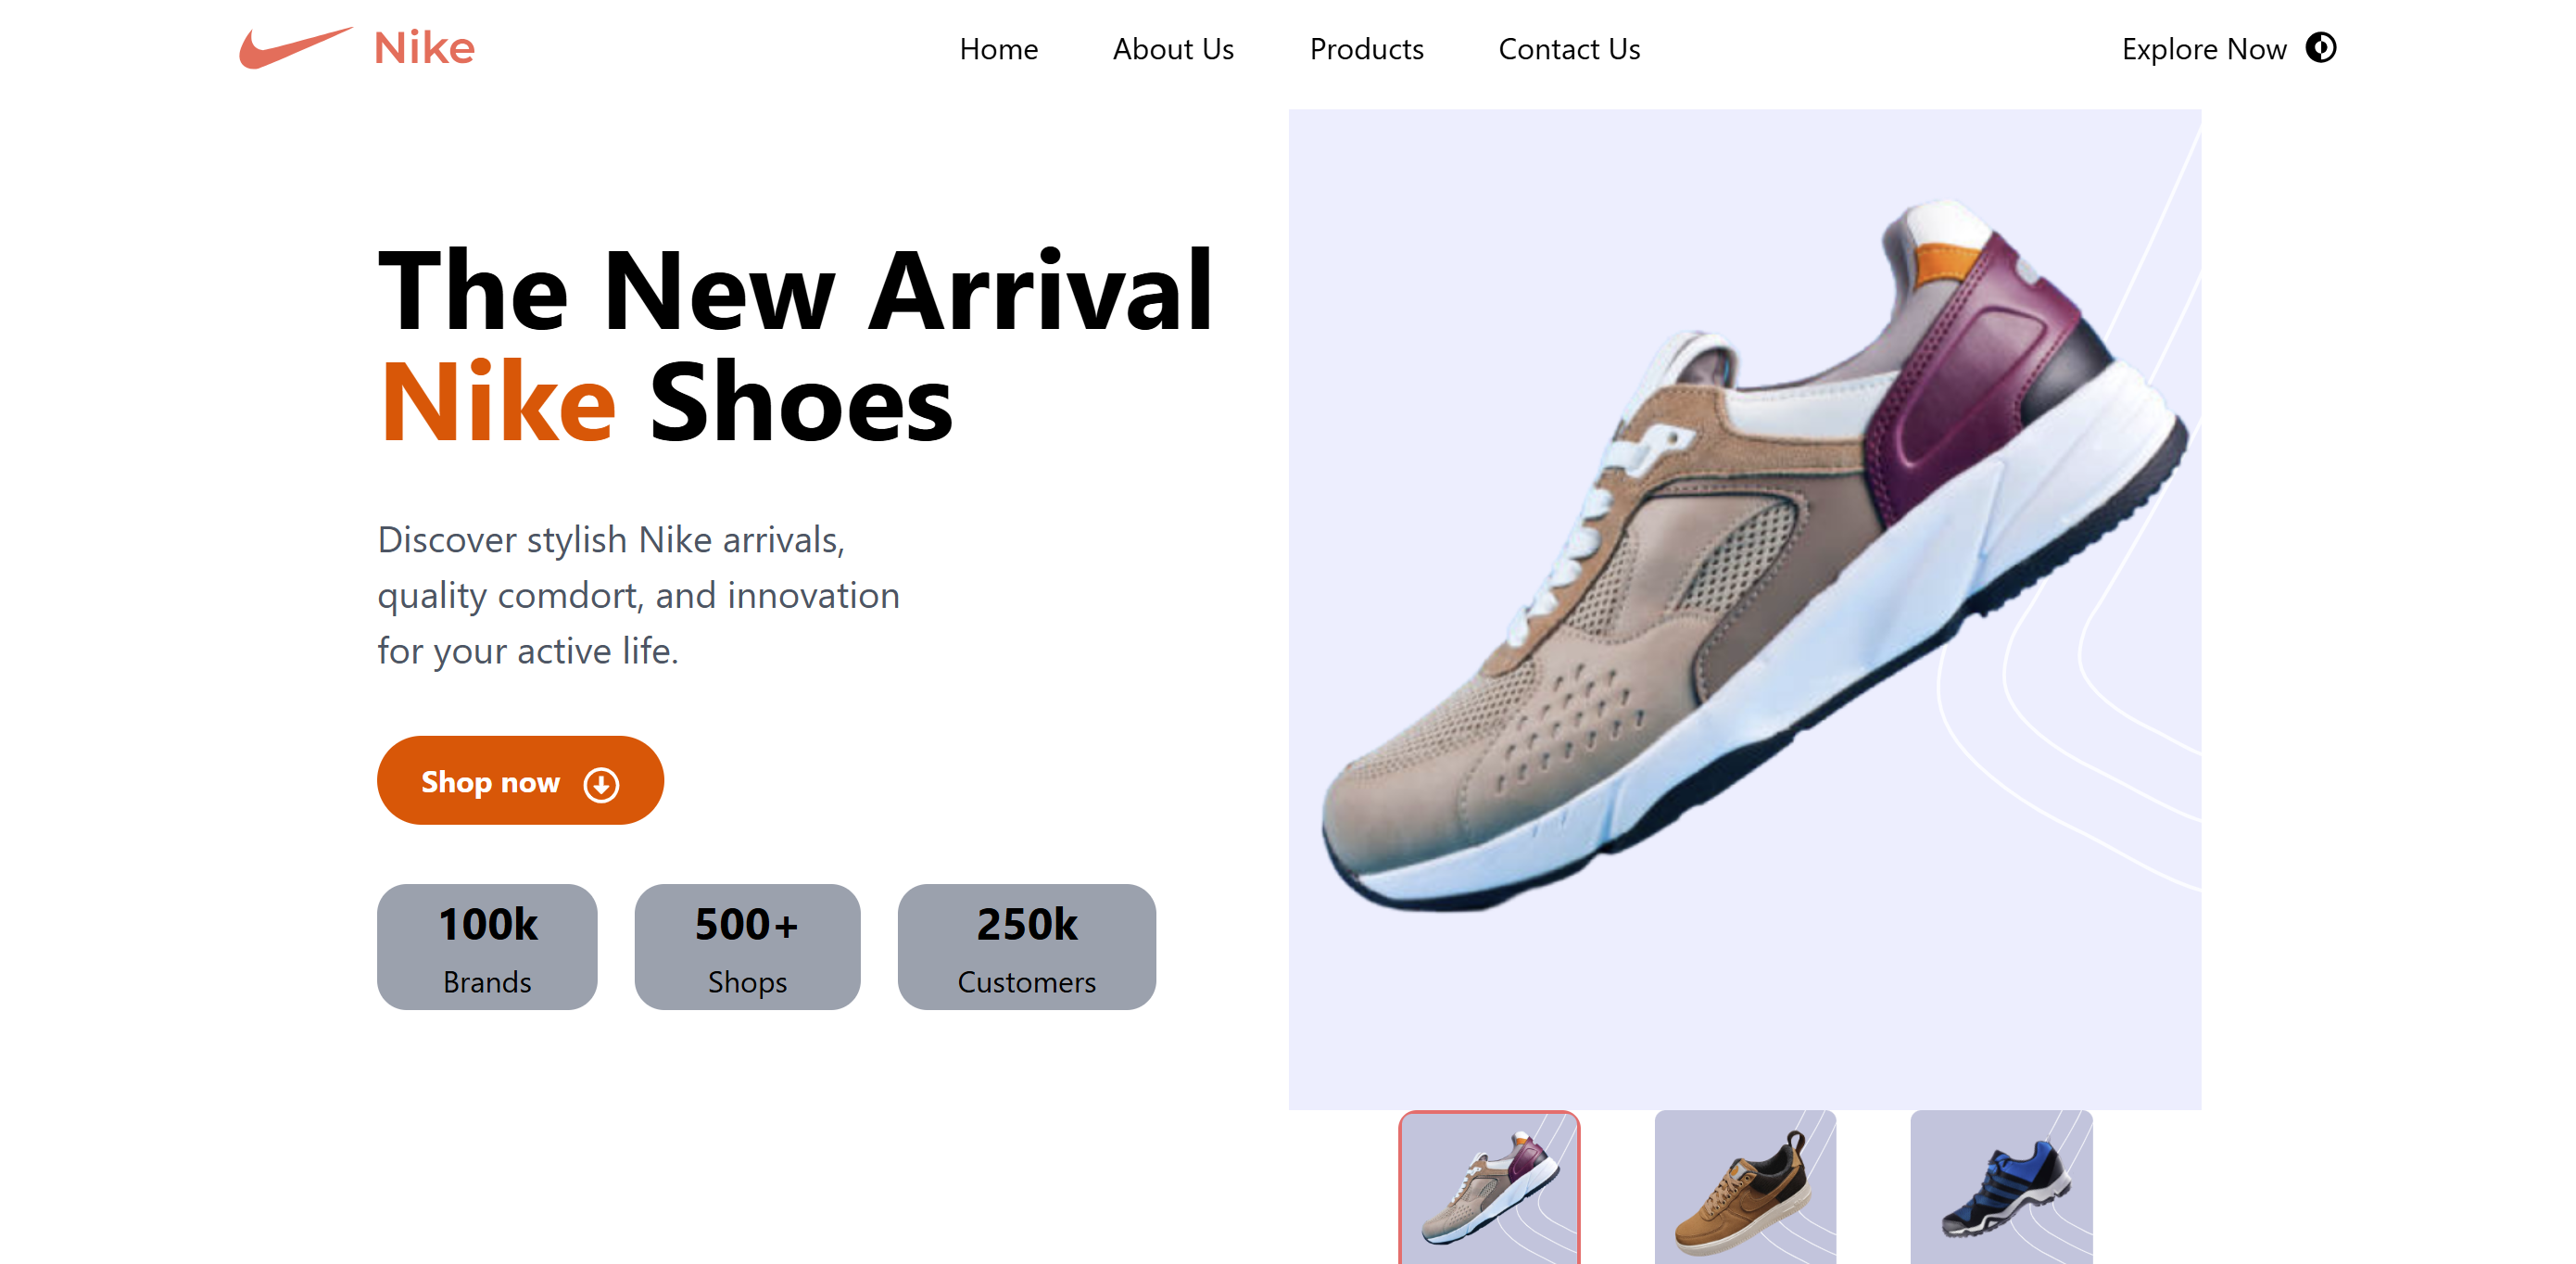 Nike
Home
About Us
Products
Contact Us
Explore Now
The New Arrival
Nike Shoes
Discover stylish Nike arrivals,
quality comdort, and innovation
for your active life.
Shop now
100k
Brands
500+
Shops
250k
Customers